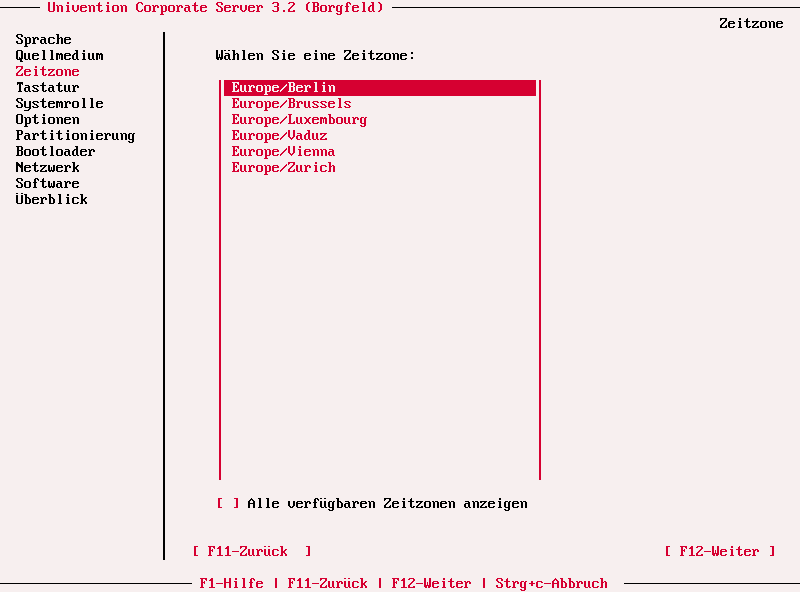 Univention Corporate Server 3.2 (Borgfeld)
Zeitzone
Sprache
Quellmedium
Zeitzone
Tastatur
Systemrolle
Optionen
Partitionierung
Bootloader
Netzwerk
Software
Überblick
Wählen Sie eine Zeitzone:
Europe/Berlin
Europe/Brussels
Europe/Luxembourg
Europe/Vaduz
Europe/Vienna
Europe/Zurich
[ ] Alle verfügbaren Zeitzonen anzeigen
[ F11-Zurück ]
[ F12-Weiter ]
F1-Hilfe | F11-Zurück | F12-Weiter | Strg+c-Abbruch